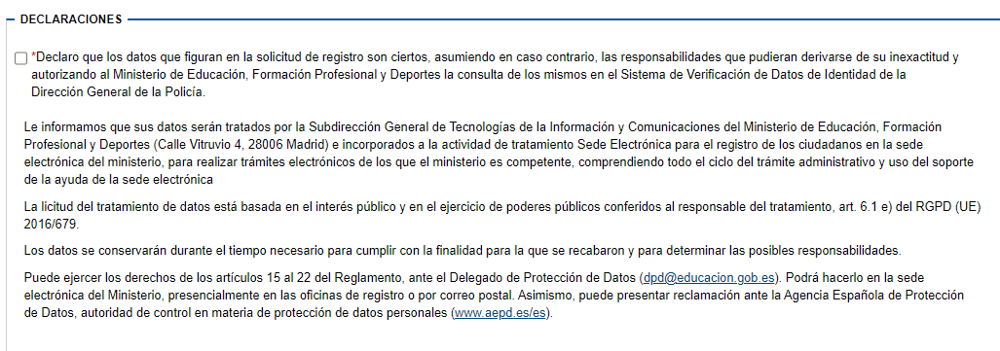 DECLARACIONES
*Declaro que los datos que figuran en la solicitud de registro son ciertos, asumiendo en caso contrario, las responsabilidades que pudieran derivarse de su inexactitud y
autorizando al Ministerio de Educación, Formación Profesional y Deportes la consulta de los mismos en el Sistema de Verificación de Datos de Identidad de la
Dirección General de la Policía.
Le informamos que sus datos serán tratados por la Subdirección General de Tecnologías de la Información y Comunicaciones del Ministerio de Educación, Formación
Profesional y Deportes (Calle Vitruvio 4, 28006 Madrid) e incorporados a la actividad de tratamiento Sede Electrónica para el registro de los ciudadanos en la sede
electrónica del ministerio, para realizar trámites electrónicos de los que el ministerio es competente, comprendiendo todo el ciclo del trámite administrativo y uso del soporte
de la ayuda de la sede electrónica
La licitud del tratamiento de datos está basada en el interés público y en el ejercicio de poderes públicos conferidos al responsable del tratamiento, art. 6.1 e) del RGPD (UE)
2016/679.
Los datos se conservarán durante el tiempo necesario para cumplir con la finalidad para la que se recabaron y para determinar las posibles responsabilidades.
Puede ejercer los derechos de los artículos 15 al 22 del Reglamento, ante el Delegado de Protección de Datos (dpd@educacion.gob.es). Podrá hacerlo en la sede
electrónica del Ministerio, presencialmente en las oficinas de registro o por correo postal. Asimismo, puede presentar reclamación ante la Agencia Española de Protección
de Datos, autoridad de control en materia de protección de datos personales (www.aepd.es/es).